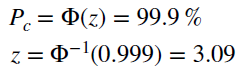 P_c = Φ(z) = 99.9 %
z = Φ⁻¹(0.999) = 3.09